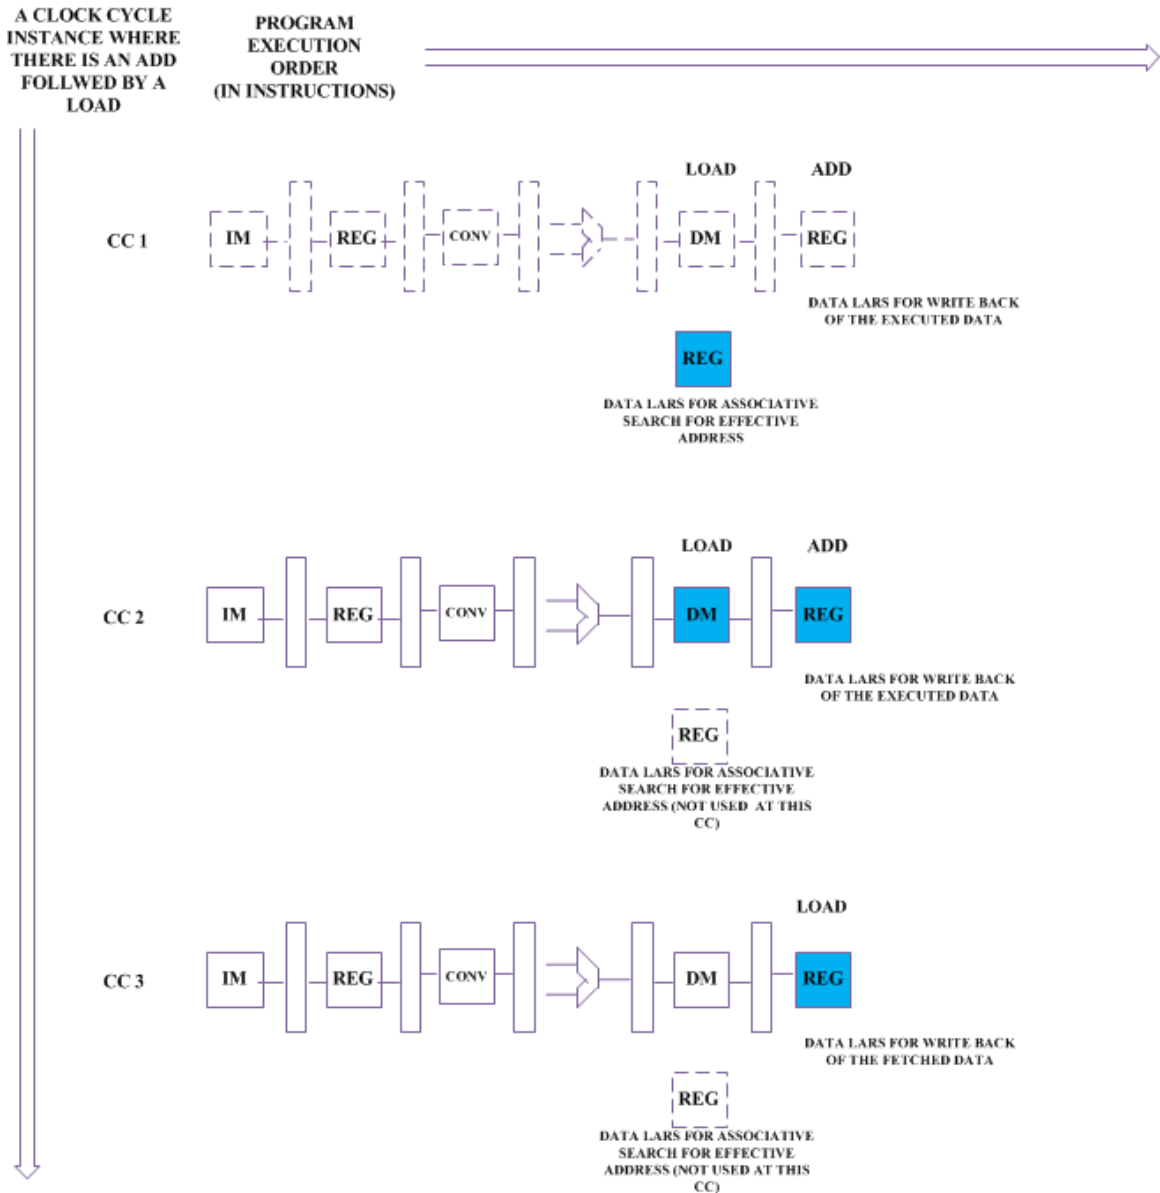 A CLOCK CYCLE
INSTANCE WHERE
THERE IS AN ADD
FOLLWED BY A
LOAD
PROGRAM
EXECUTION
ORDER
(IN INSTRUCTIONS)
LOAD
ADD
CC 1
IM
REG
CONV
DM
REG
DATA LARS FOR WRITE BACK
OF THE EXECUTED DATA
REG
DATA LARS FOR ASSOCIATIVE
SEARCH FOR EFFECTIVE
ADDRESS
LOAD
ADD
CC 2
IM
REG
CONV
DM
REG
DATA LARS FOR WRITE BACK
OF THE EXECUTED DATA
REG
DATA LARS FOR ASSOCIATIVE
SEARCH FOR EFFECTIVE
ADDRESS (NOT USED AT THIS
CC)
LOAD
CC 3
IM
REG
CONV
DM
REG
DATA LARS FOR WRITE BACK
OF THE FETCHED DATA
REG
DATA LARS FOR ASSOCIATIVE
SEARCH FOR EFFECTIVE
ADDRESS (NOT USED AT THIS
CC)